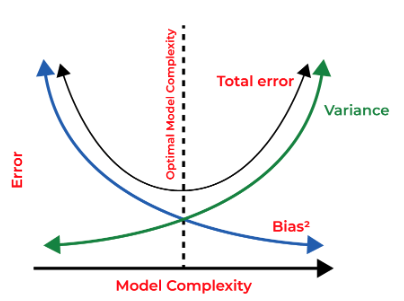 Optimal Model Complexity
Total error
Variance
Error
Bias²
Model Complexity